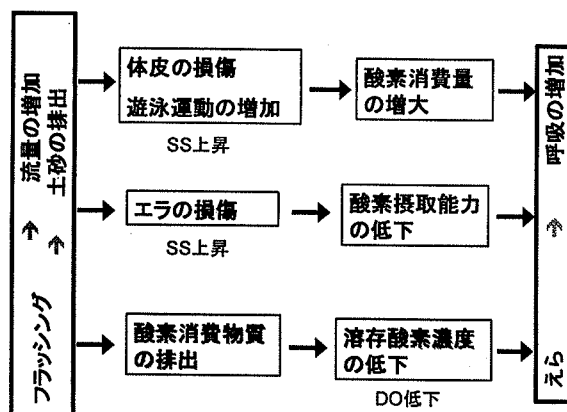 フラッシング → 流量の増加
→ 土砂の排出
体皮の損傷
遊泳運動の増加
SS上昇
酸素消費量
の増大
エラの損傷
SS上昇
酸素摂取能力
の低下
酸素消費物質
の排出
溶存酸素濃度
の低下
DO低下
えら → 呼吸の増加